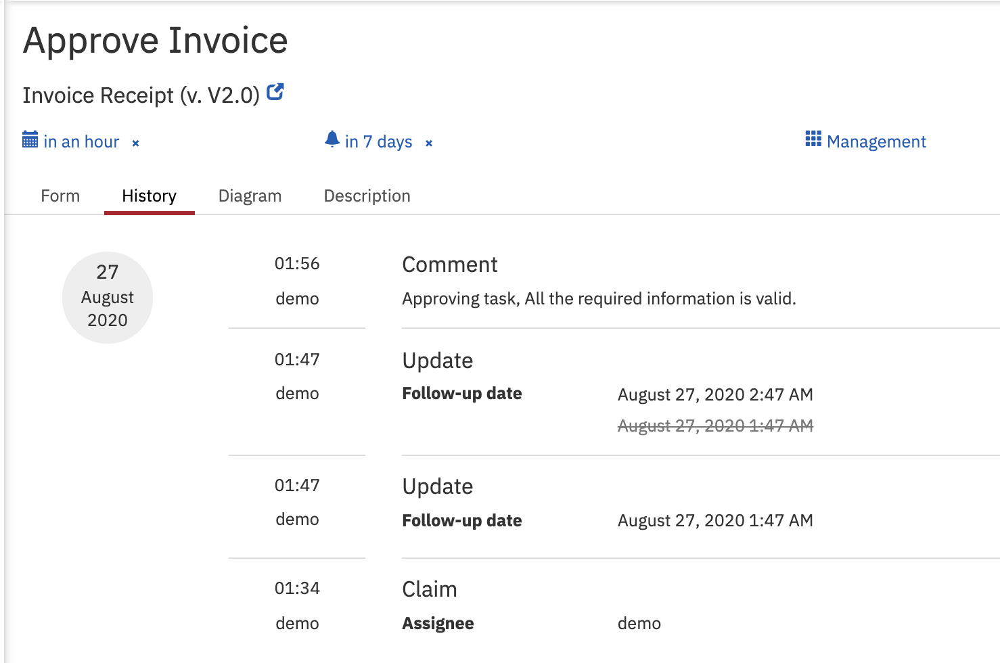 Approve Invoice
Invoice Receipt (v. V2.0)
in an hour × in 7 days × Management
Form History Diagram Description
27
August
2020
01:56 Comment
demo Approving task, All the required information is valid.
01:47 Update
demo Follow-up date August 27, 2020 2:47 AM
August 27, 2020 1:47 AM
01:47 Update
demo Follow-up date August 27, 2020 1:47 AM
01:34 Claim
demo Assignee demo